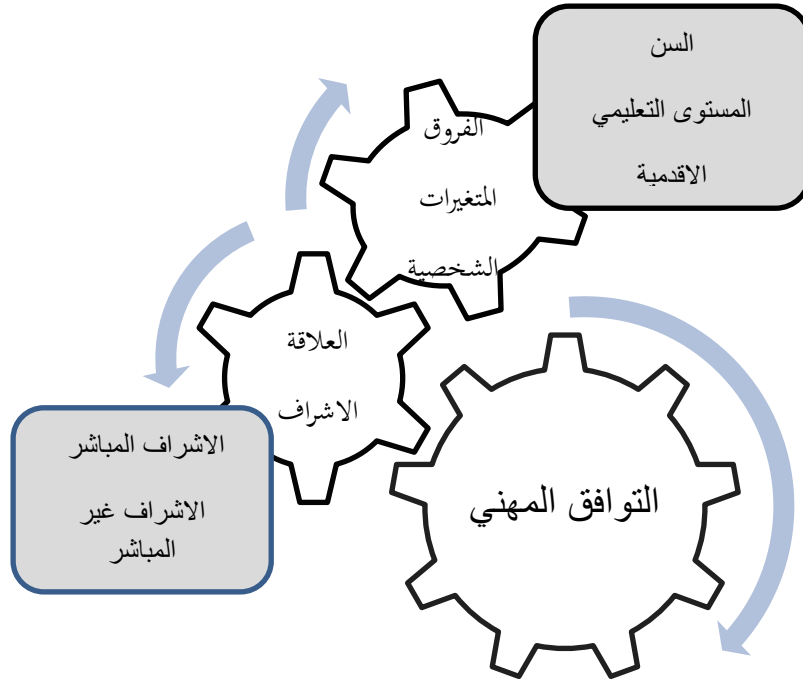 السن
المستوى التعليمي
الاقدمية
الفروق
المتغيرات
الشخصية
العلاقة
الاشراف
الاشراف المباشر
الاشراف غير
المباشر
التوافق المهني